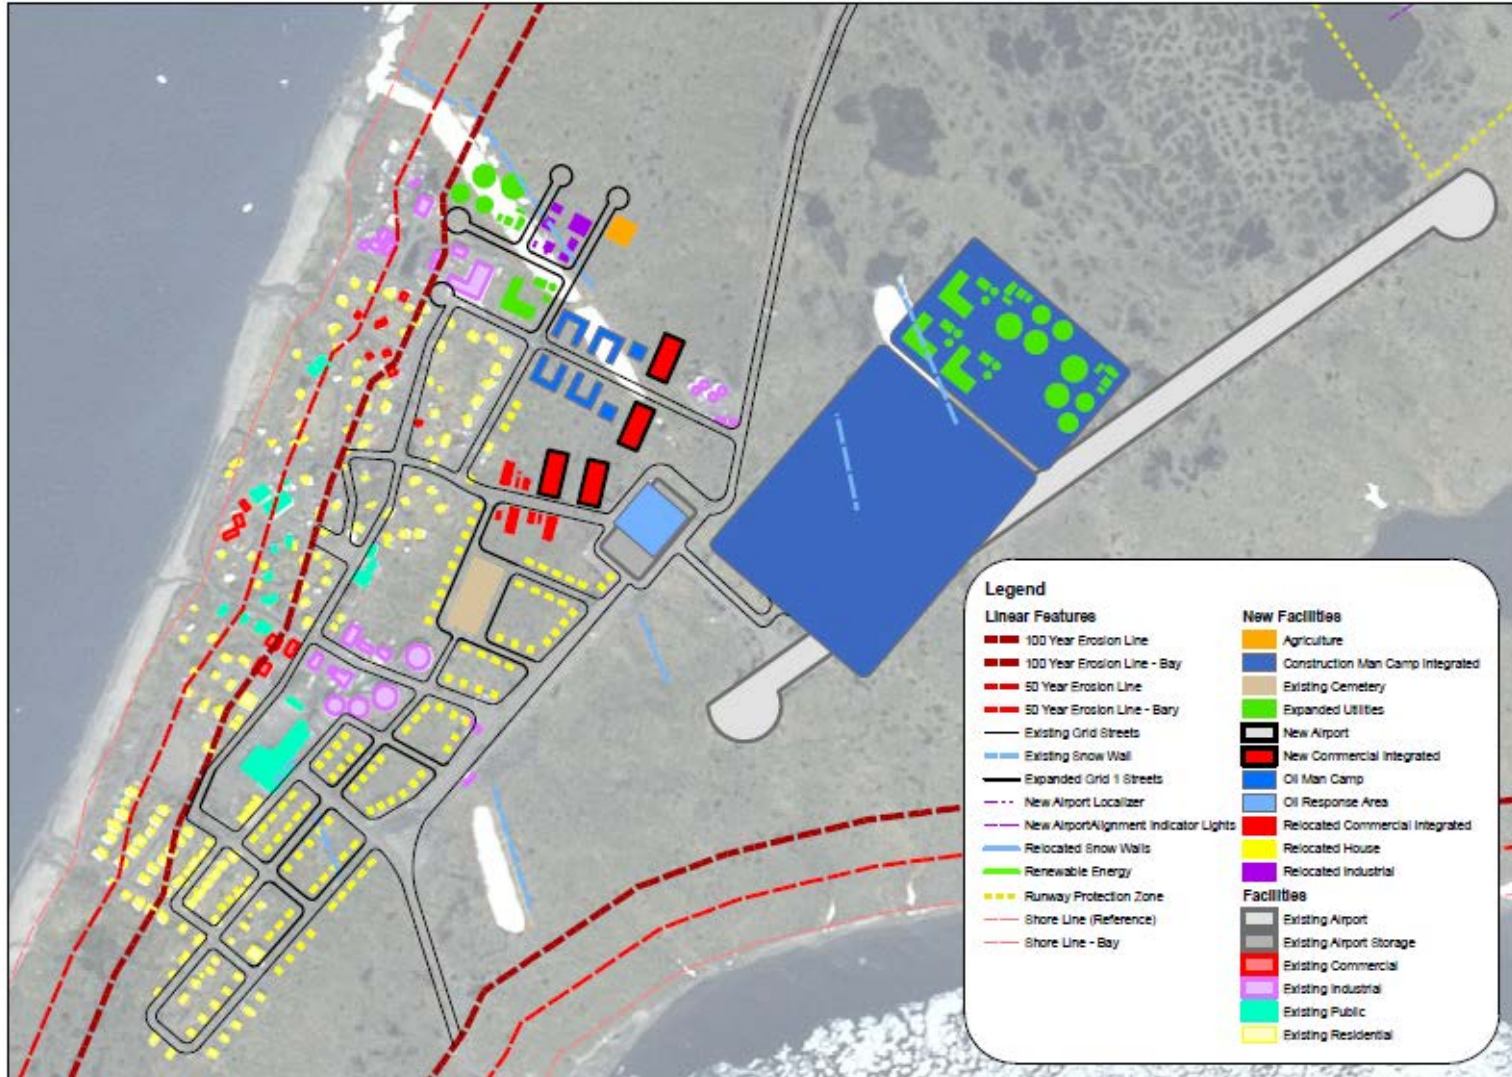 Legend
Linear Features
100 Year Erosion Line
100 Year Erosion Line - Bay
50 Year Erosion Line
50 Year Erosion Line - Bary
Existing Grid Streets
Existing Snow Wall
Expanded Grid 1 Streets
New Airport Localizer
New AirportAlignment Indicator Lights
Relocated Snow Walls
Renewable Energy
Runway Protection Zone
Shore Line (Reference)
Shore Line - Bay
New Facilities
Agriculture
Construction Man Camp Integrated
Existing Cemetery
Expanded Utilities
New Airport
New Commercial Integrated
Oil Man Camp
Oil Response Area
Relocated Commercial Integrated
Relocated House
Relocated Industrial
Facilities
Existing Airport
Existing Airport Storage
Existing Commercial
Existing Industrial
Existing Public
Existing Residential